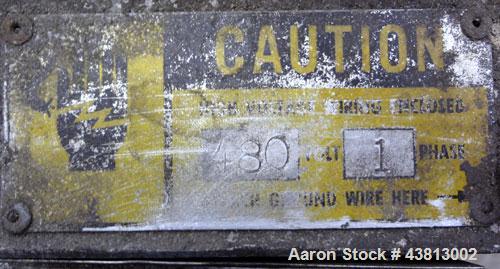 CAUTION
HIGH VOLTAGE WIRING ENCLOSED
480 VOLT 1 PHASE
GROUND WIRE HERE
Aaron Stock # 43813002